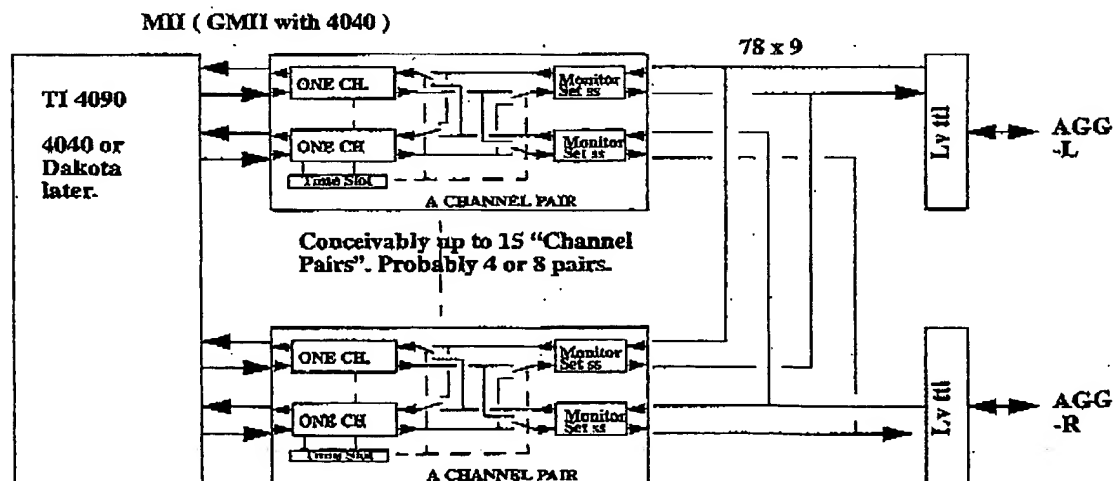 MII ( GMII with 4040 )
78 x 9
TI 4090
4040 or
Dakota
later.
ONE CH.
ONE CH
Time Slot
Monitor
Set ss
Monitor
Set ss
A CHANNEL PAIR
Lv ttl
AGG
-L
Conceivably up to 15 “Channel
Pairs”. Probably 4 or 8 pairs.
ONE CH.
ONE CH
Time Slot
Monitor
Set ss
Monitor
Set ss
A CHANNEL PAIR
Lv ttl
AGG
-R